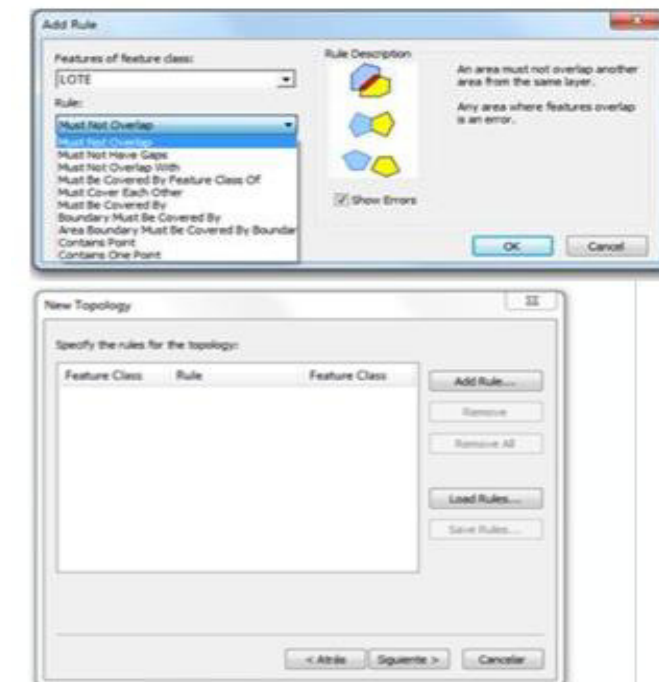 Add Rule
Features of feature class:
LOTE
Rule:
Must Not Overlap
Must Not Overlap
Must Not Have Gaps
Must Not Overlap With
Must Be Covered By Feature Class Of
Must Cover Each Other
Must Be Covered By
Boundary Must Be Covered By
Area Boundary Must Be Covered By Boundar
Contains Point
Contains One Point
Rule Description
An area must not overlap another
area from the same layer.
Any area where features overlap
is an error.
Show Errors
OK
Cancel
New Topology
Specify the rules for the topology:
Feature Class Rule Feature Class
Add Rule...
Remove
Remove All
Load Rules...
Save Rules...
< Atrás
Siguiente >
Cancelar